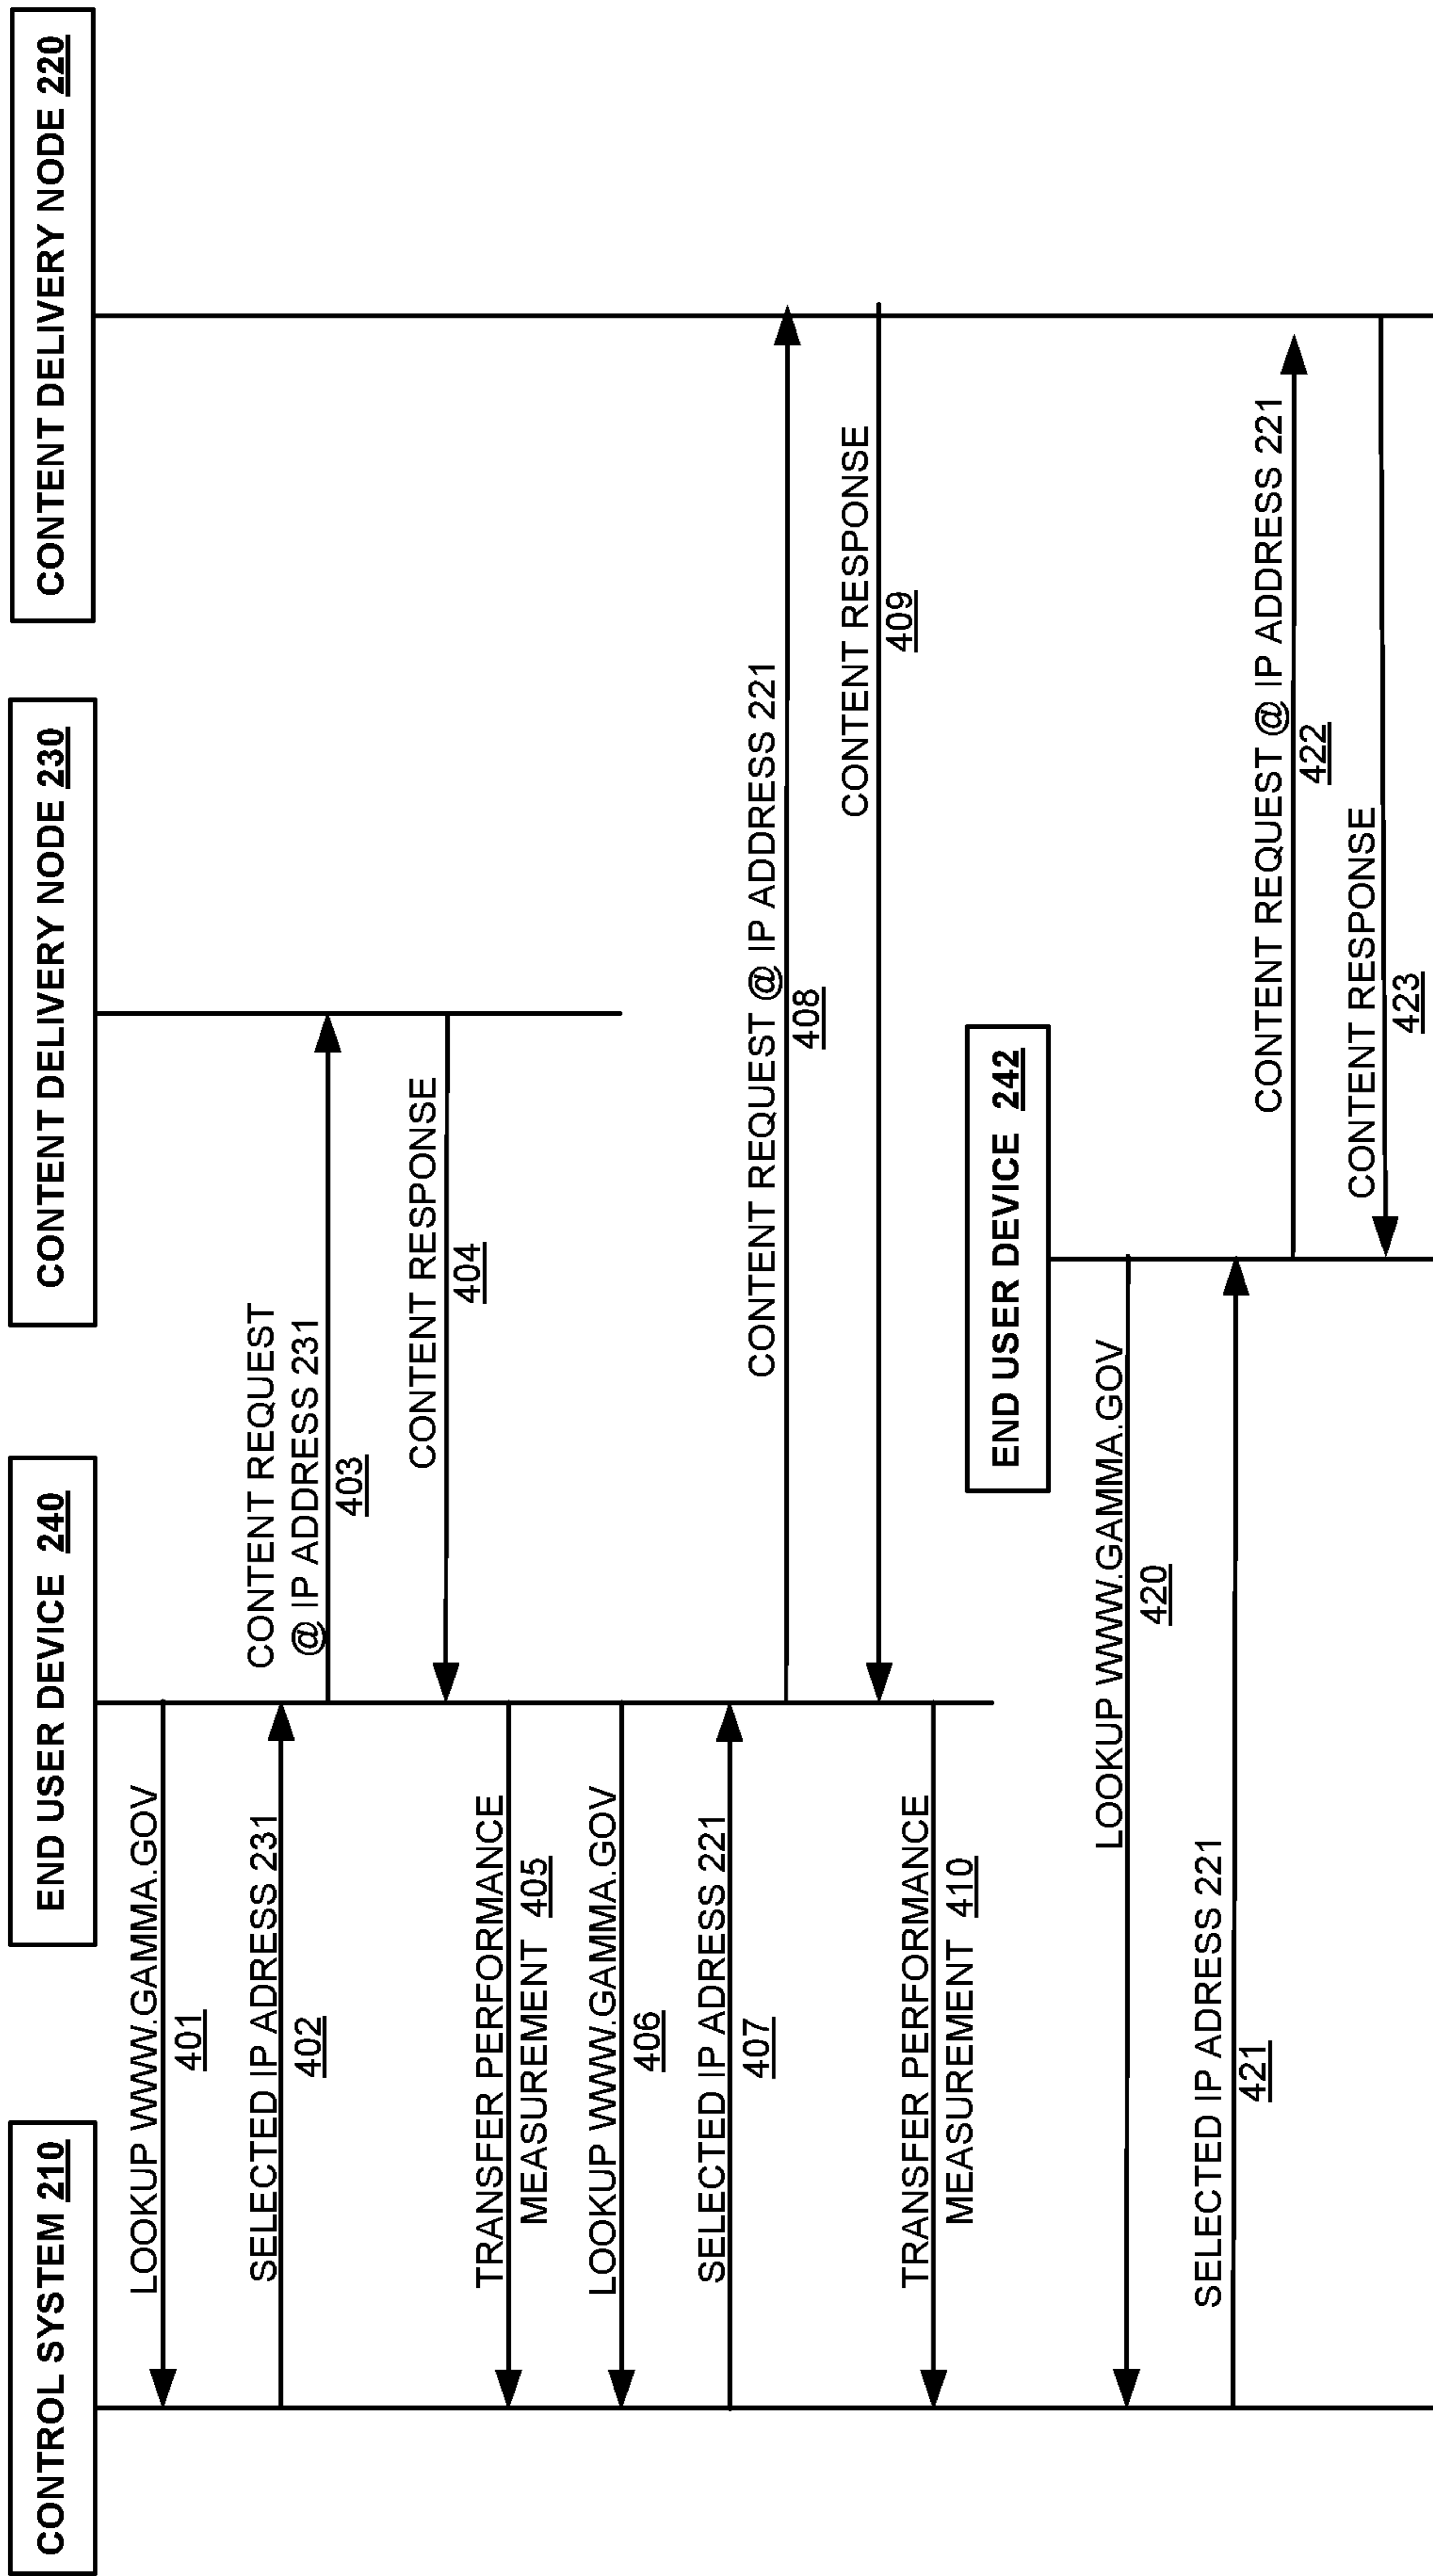 CONTROL SYSTEM 210
END USER DEVICE 240
CONTENT DELIVERY NODE 230
CONTENT DELIVERY NODE 220
LOOKUP WWW.GAMMA.GOV
401
SELECTED IP ADRESS 231
402
CONTENT REQUEST
@ IP ADDRESS 231
403
CONTENT RESPONSE
404
TRANSFER PERFORMANCE
MEASUREMENT 405
LOOKUP WWW.GAMMA.GOV
406
SELECTED IP ADRESS 221
407
CONTENT REQUEST @ IP ADDRESS 221
408
CONTENT RESPONSE
409
TRANSFER PERFORMANCE
MEASUREMENT 410
END USER DEVICE 242
LOOKUP WWW.GAMMA.GOV
420
SELECTED IP ADRESS 221
421
CONTENT REQUEST @ IP ADDRESS 221
422
CONTENT RESPONSE
423